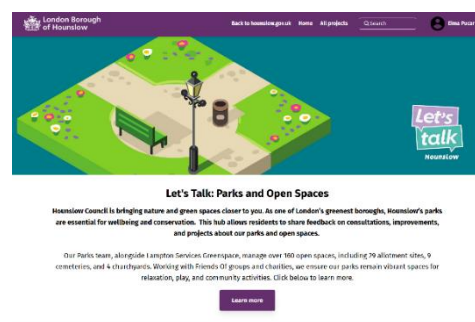 London Borough
of Hounslow
Back to hounslow.gov.uk Home All projects Search
Let's
talk
Hounslow
Let's Talk: Parks and Open Spaces
Hounslow Council is bringing nature and green spaces closer to you. As one of London's greenest boroughs, Hounslow's parks
are essential for wellbeing and conservation. This hub allows residents to share feedback on consultations, improvements,
and projects about our parks and open spaces.
Our Parks team, alongside Lampton Services Greenspace, manage over 160 open spaces, including 29 allotment sites, 9
cemeteries, and 4 churchyards. Working with Friends Of groups and charities, we ensure our parks remain vibrant spaces for
relaxation, play, and community activities. Click below to learn more.
Learn more